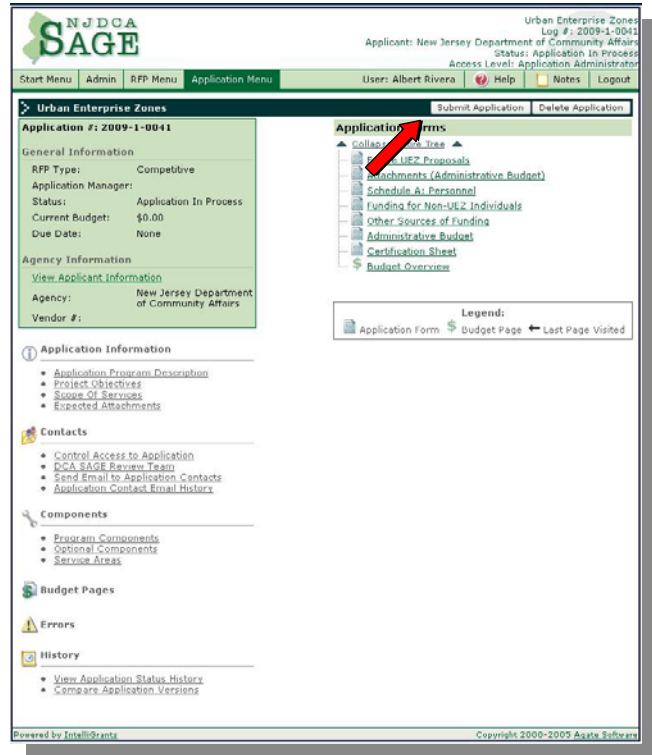 NJDCA
SAGE
Urban Enterprise Zones
Log #: 2009-1-0041
Applicant: New Jersey Department of Community Affairs
Status: Application In Process
Access Level: Application Administrator
Start Menu Admin RFP Menu Application Menu User: Albert Rivera Help Notes Logout
Urban Enterprise Zones Submit Application Delete Application
Application #: 2009-1-0041
General Information
RFP Type: Competitive
Application Manager:
Status: Application In Process
Current Budget: $0.00
Due Date: None
Agency Information
View Applicant Information
Agency: New Jersey Department
of Community Affairs
Vendor #:
Application Information
Application Program Description
Project Objectives
Scope Of Services
Expected Attachments
Contacts
Control Access to Application
DCA SAGE Review Team
Send Email to Application Contacts
Application Contact Email History
Components
Program Components
Optional Components
Service Areas
Budget Pages
Errors
History
View Application Status History
Compare Application Versions
Application
Tree
UEZ Proposals
Attachments (Administrative Budget)
Schedule A: Personnel
Funding for Non-UEZ Individuals
Other Sources of Funding
Administrative Budget
Certification Sheet
$ Budget Overview
Legend:
Application Form $ Budget Page Last Page Visited
Powered by IntelliGrants Copyright 2000-2005 Agate Software